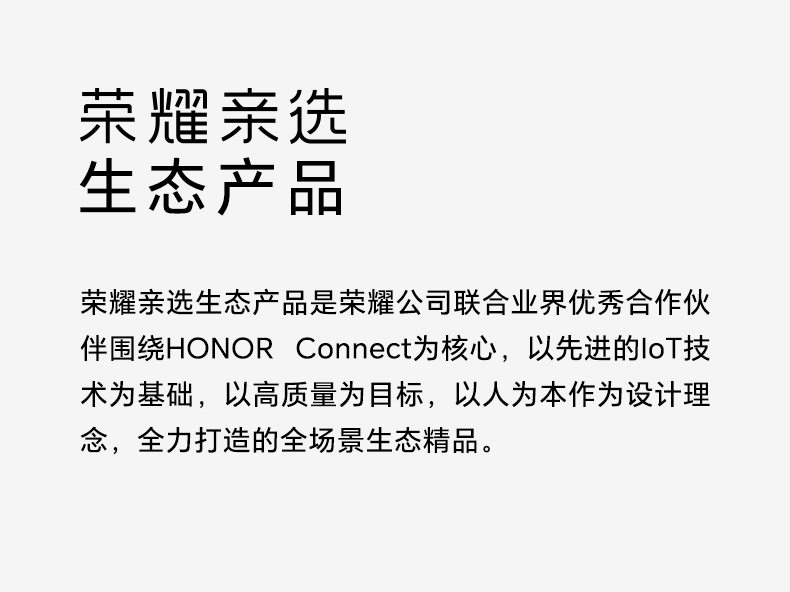 荣耀亲选
生态产品
荣耀亲选生态产品是荣耀公司联合业界优秀合作伙
伴围绕HONOR Connect为核心，以先进的IoT技
术为基础，以高质量为目标，以人为本作为设计理
念，全力打造的全场景生态精品。